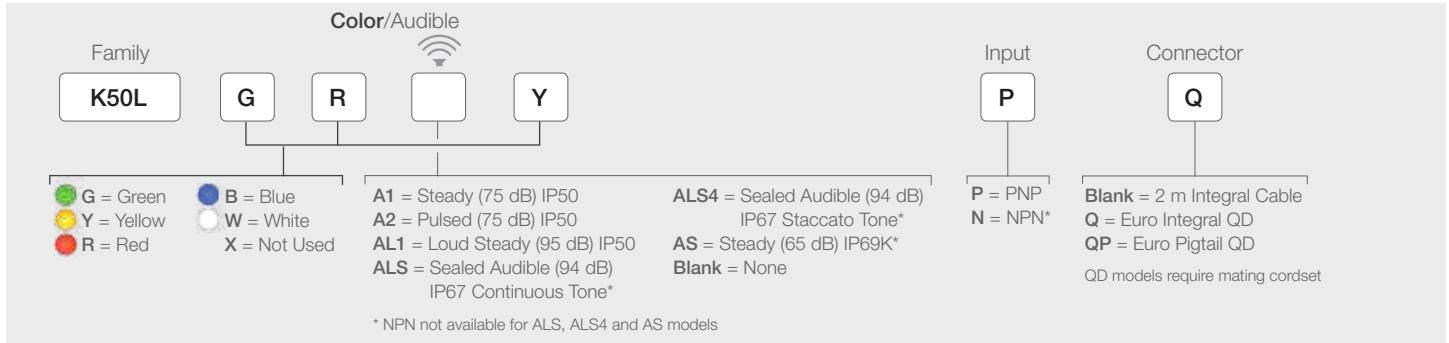 Color/Audible
Family
Input
Connector
K50L
G
R
Y
P
Q
G = Green
Y = Yellow
R = Red
B = Blue
W = White
X = Not Used
A1 = Steady (75 dB) IP50
A2 = Pulsed (75 dB) IP50
AL1 = Loud Steady (95 dB) IP50
ALS = Sealed Audible (94 dB)
IP67 Continuous Tone*
ALS4 = Sealed Audible (94 dB)
IP67 Staccato Tone*
AS = Steady (65 dB) IP69K*
Blank = None
* NPN not available for ALS, ALS4 and AS models
P = PNP
N = NPN*
Blank = 2 m Integral Cable
Q = Euro Integral QD
QP = Euro Pigtail QD
QD models require mating cordset